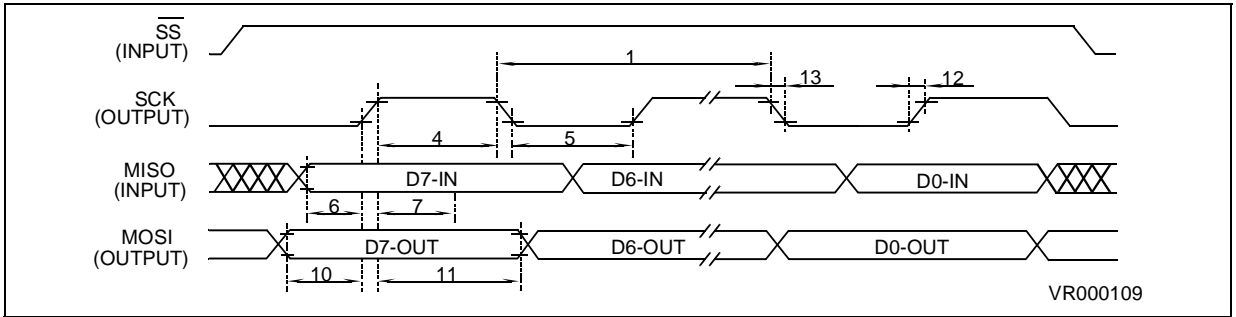 SS
(INPUT)
1
13
12
SCK
(OUTPUT)
4
5
MISO
(INPUT)
D7-IN
D6-IN
D0-IN
6
7
MOSI
(OUTPUT)
D7-OUT
D6-OUT
D0-OUT
10
11
VR000109